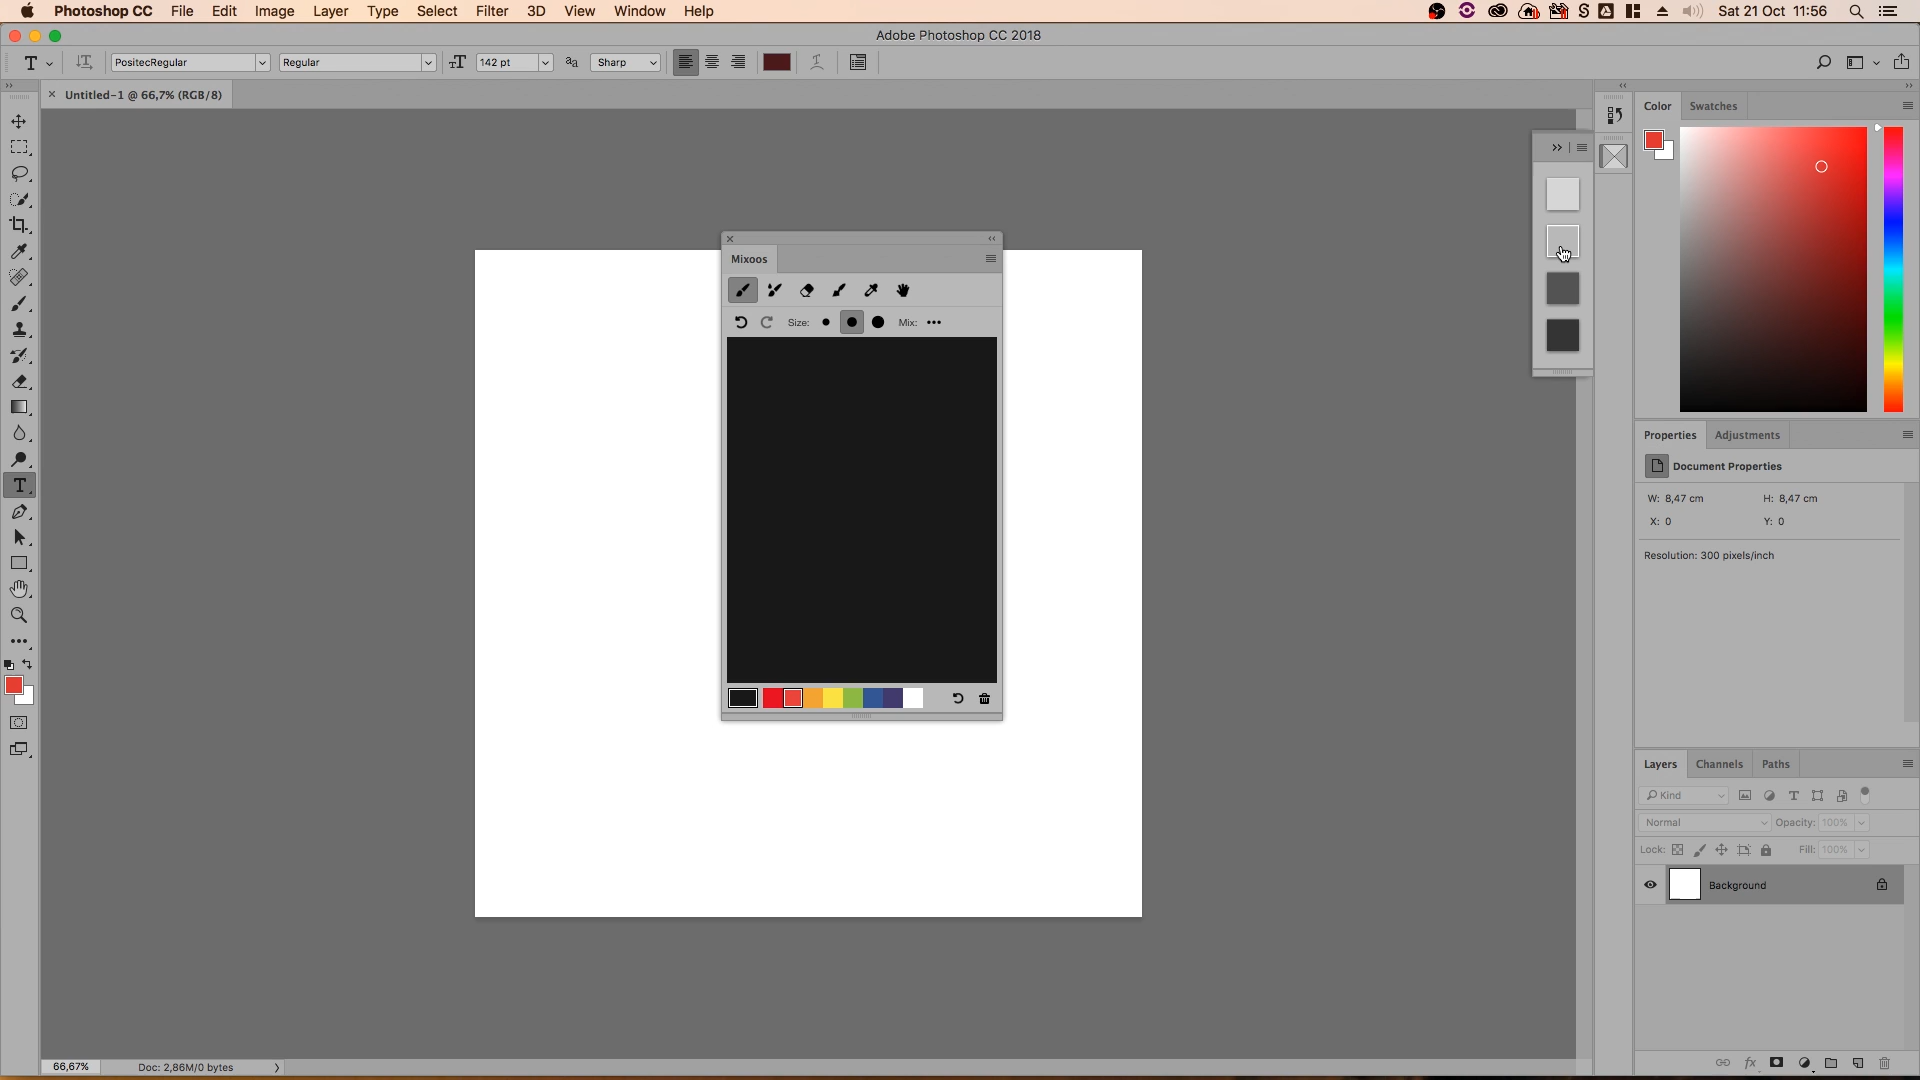 Photoshop CC File Edit Image Layer Type Select Filter 3D View Window Help Sat 21 Oct 11:56
Adobe Photoshop CC 2018
PositecRegular Regular 142 pt Sharp
Untitled-1 @ 66,7% (RGB/8)
Color Swatches
Mixoos
Size: Mix:
Properties Adjustments
Document Properties
W: 8,47 cm H: 8,47 cm
X: 0 Y: 0
Resolution: 300 pixels/inch
Layers Channels Paths
Kind
Normal Opacity: 100%
Lock: Fill: 100%
Background
66,67% Doc: 2,86M/0 bytes